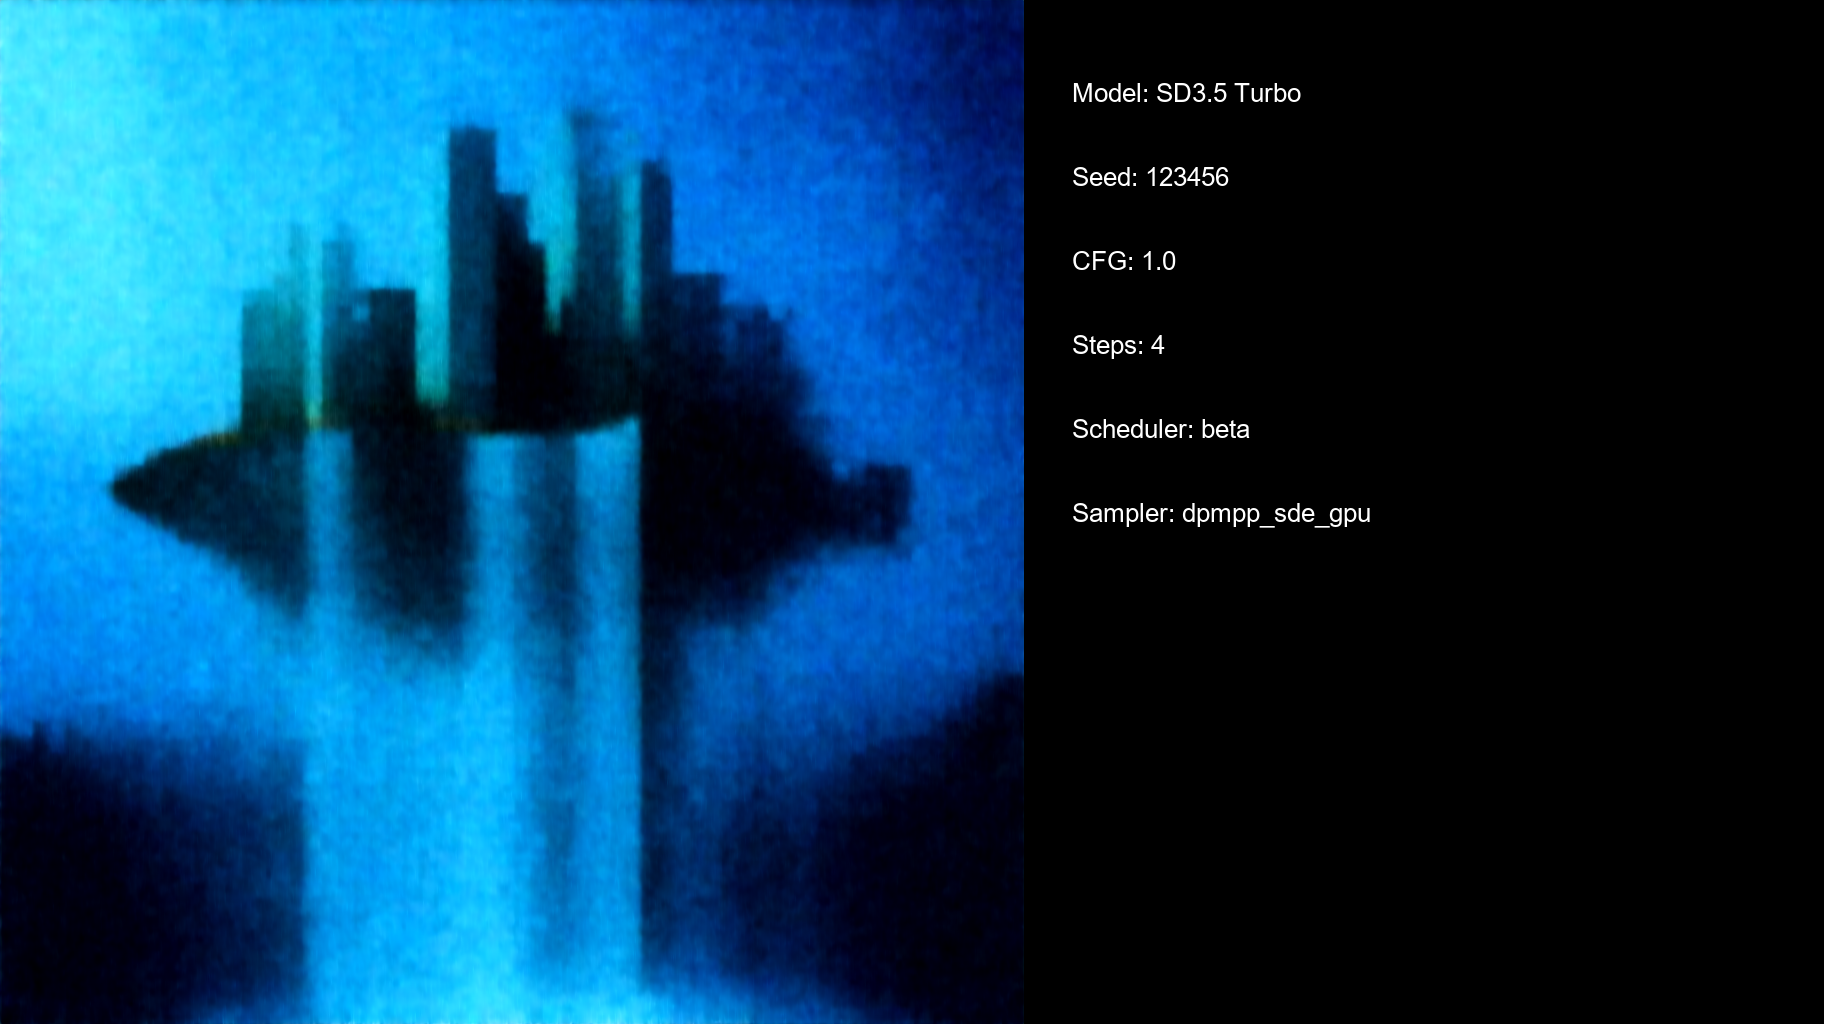 Model: SD3.5 Turbo
Seed: 123456
CFG: 1.0
Steps: 4
Scheduler: beta
Sampler: dpmpp_sde_gpu